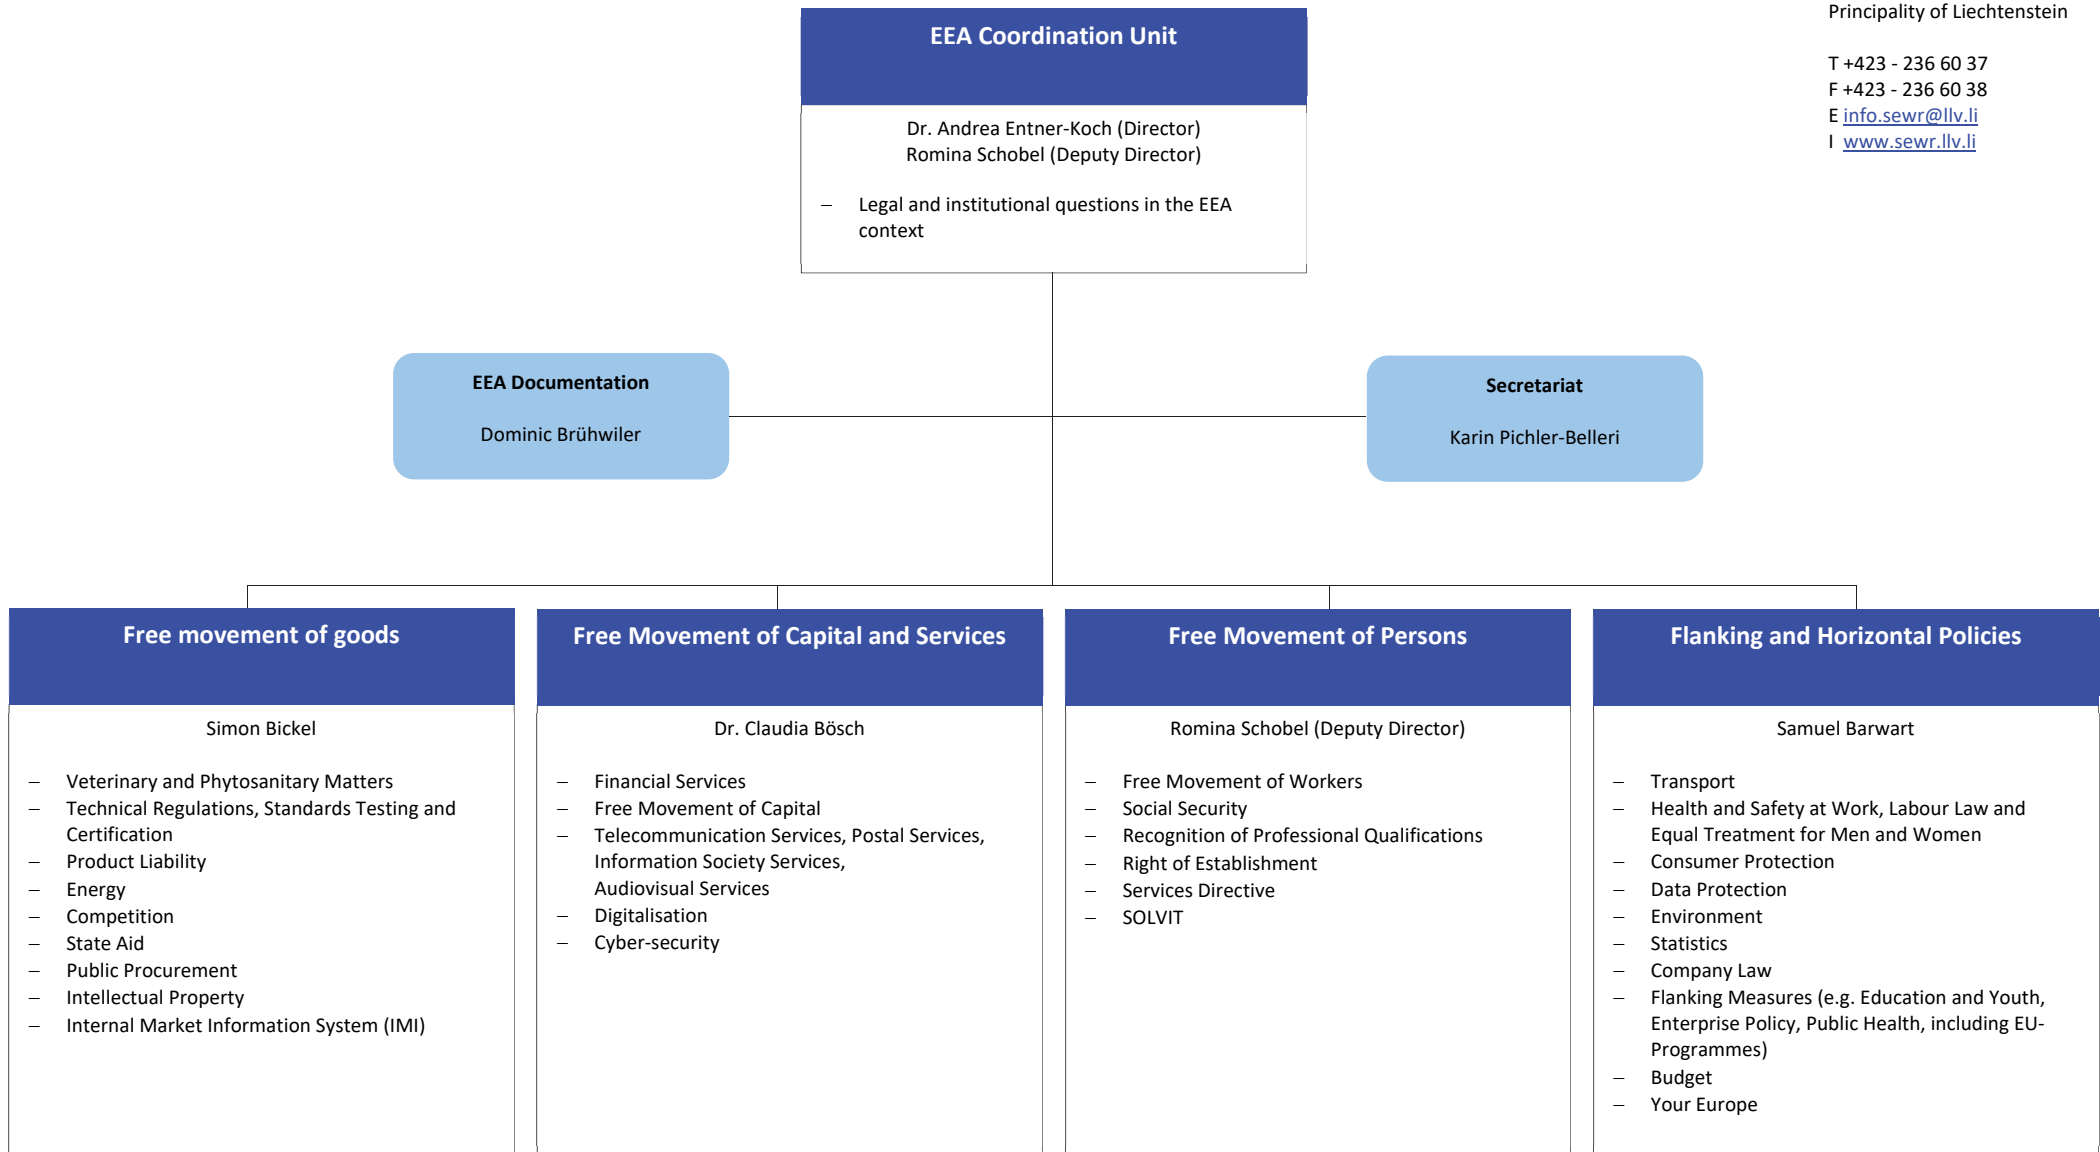 Principality of Liechtenstein
T +423 - 236 60 37
F +423 - 236 60 38
E info.sewr@llv.li
I www.sewr.llv.li
EEA Coordination Unit
Dr. Andrea Entner-Koch (Director)
Romina Schobel (Deputy Director)
– Legal and institutional questions in the EEA
context
EEA Documentation
Dominic Brühwiler
Secretariat
Karin Pichler-Belleri
Free movement of goods
Simon Bickel
– Veterinary and Phytosanitary Matters
– Technical Regulations, Standards Testing and
Certification
– Product Liability
– Energy
– Competition
– State Aid
– Public Procurement
– Intellectual Property
– Internal Market Information System (IMI)
Free Movement of Capital and Services
Dr. Claudia Bösch
– Financial Services
– Free Movement of Capital
– Telecommunication Services, Postal Services,
Information Society Services,
Audiovisual Services
– Digitalisation
– Cyber-security
Free Movement of Persons
Romina Schobel (Deputy Director)
– Free Movement of Workers
– Social Security
– Recognition of Professional Qualifications
– Right of Establishment
– Services Directive
– SOLVIT
Flanking and Horizontal Policies
Samuel Barwart
– Transport
– Health and Safety at Work, Labour Law and
Equal Treatment for Men and Women
– Consumer Protection
– Data Protection
– Environment
– Statistics
– Company Law
– Flanking Measures (e.g. Education and Youth,
Enterprise Policy, Public Health, including EU-
Programmes)
– Budget
– Your Europe